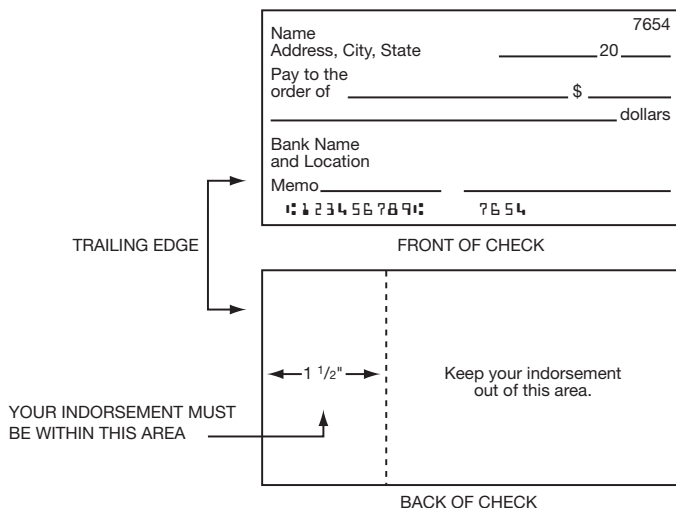 7654
Name
Address, City, State 20
Pay to the
order of $
dollars
Bank Name
and Location
Memo
⑆123456789⑆ 7654
TRAILING EDGE
FRONT OF CHECK
1 1/2"
Keep your indorsement
out of this area.
YOUR INDORSEMENT MUST
BE WITHIN THIS AREA
BACK OF CHECK